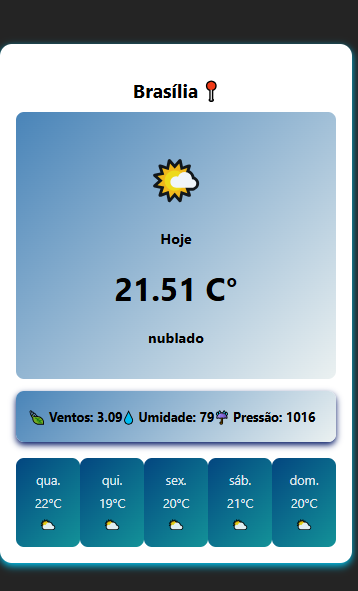 Brasília
Hoje
21.51 C°
nublado
Ventos: 3.09 Umidade: 79 Pressão: 1016
qua. qui. sex. sáb. dom.
22°C 19°C 20°C 21°C 20°C